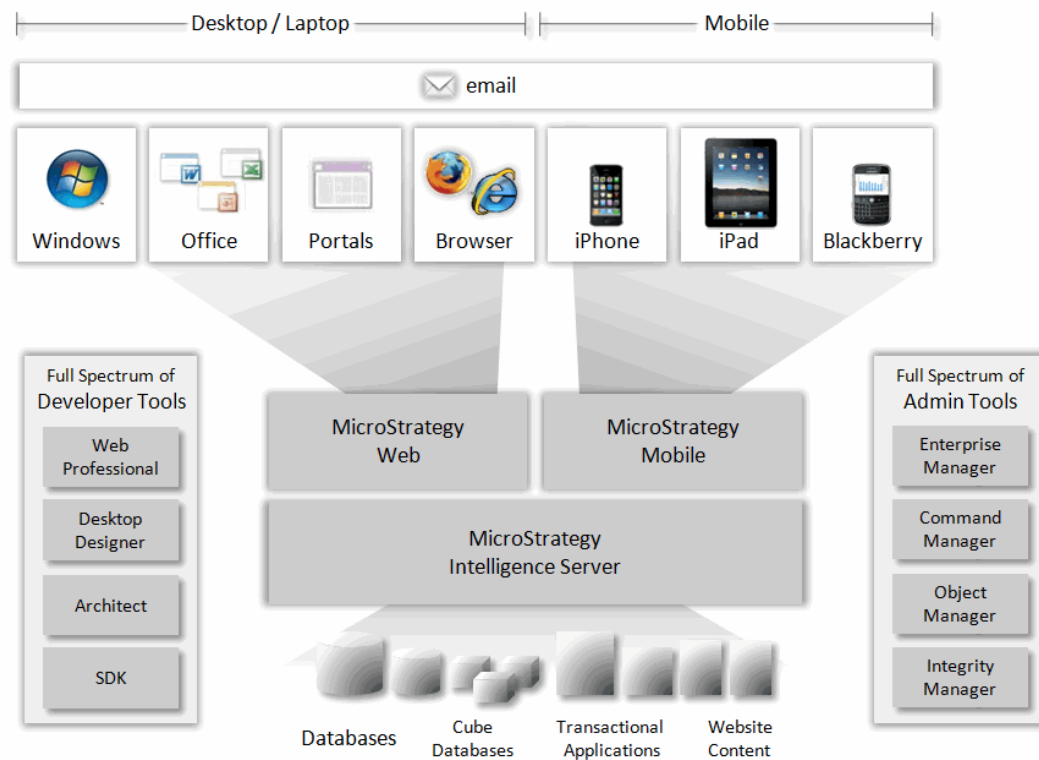 Desktop / Laptop
Mobile
email
Windows
Office
Portals
Browser
iPhone
iPad
Blackberry
Full Spectrum of
Developer Tools
Web
Professional
Desktop
Designer
Architect
SDK
MicroStrategy
Web
MicroStrategy
Mobile
MicroStrategy
Intelligence Server
Full Spectrum of
Admin Tools
Enterprise
Manager
Command
Manager
Object
Manager
Integrity
Manager
Databases
Cube
Databases
Transactional
Applications
Website
Content